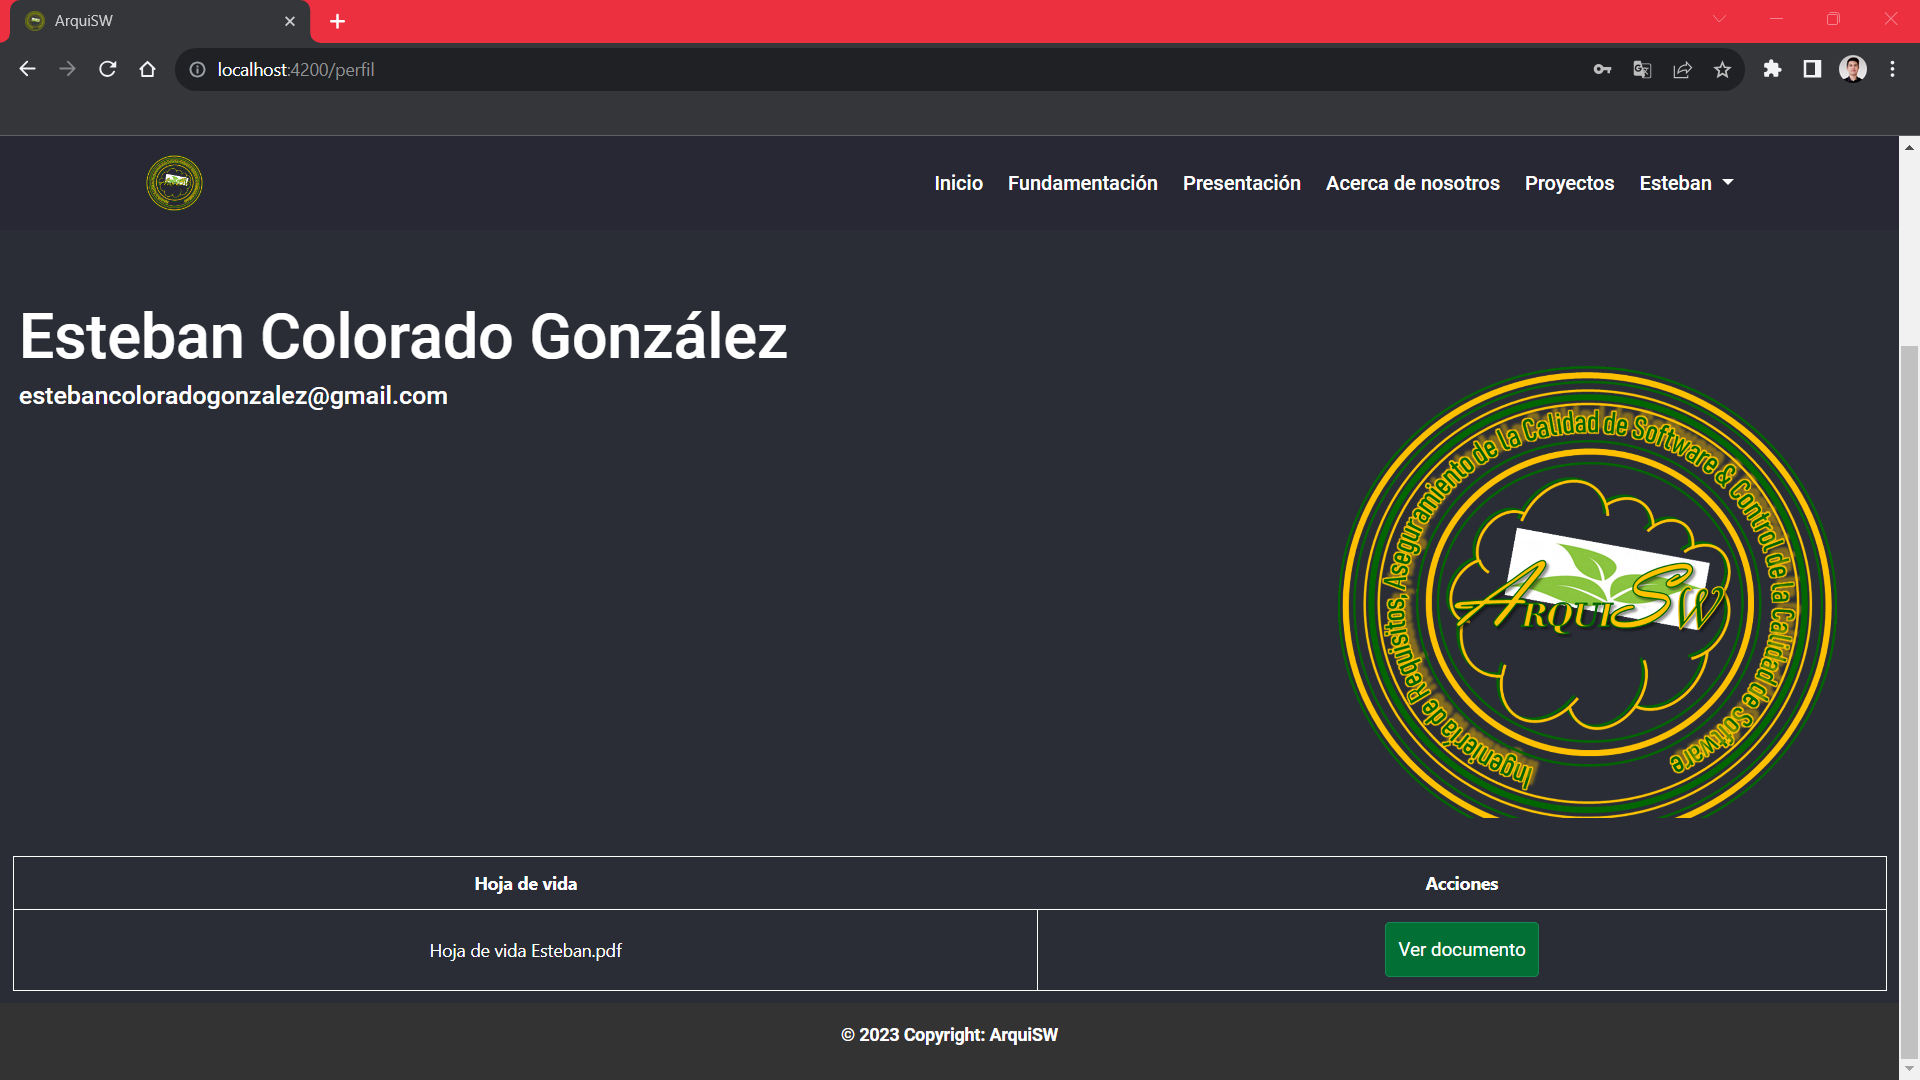 ArquiSW
localhost:4200/perfil
Inicio Fundamentación Presentación Acerca de nosotros Proyectos Esteban
Esteban Colorado González
estebancoloradogonzalez@gmail.com
Ingeniería de Requisitos, Aseguramiento de la Calidad de Software & Control de la Calidad de Software
ArquiSW
Hoja de vida Acciones
Hoja de vida Esteban.pdf Ver documento
© 2023 Copyright: ArquiSW